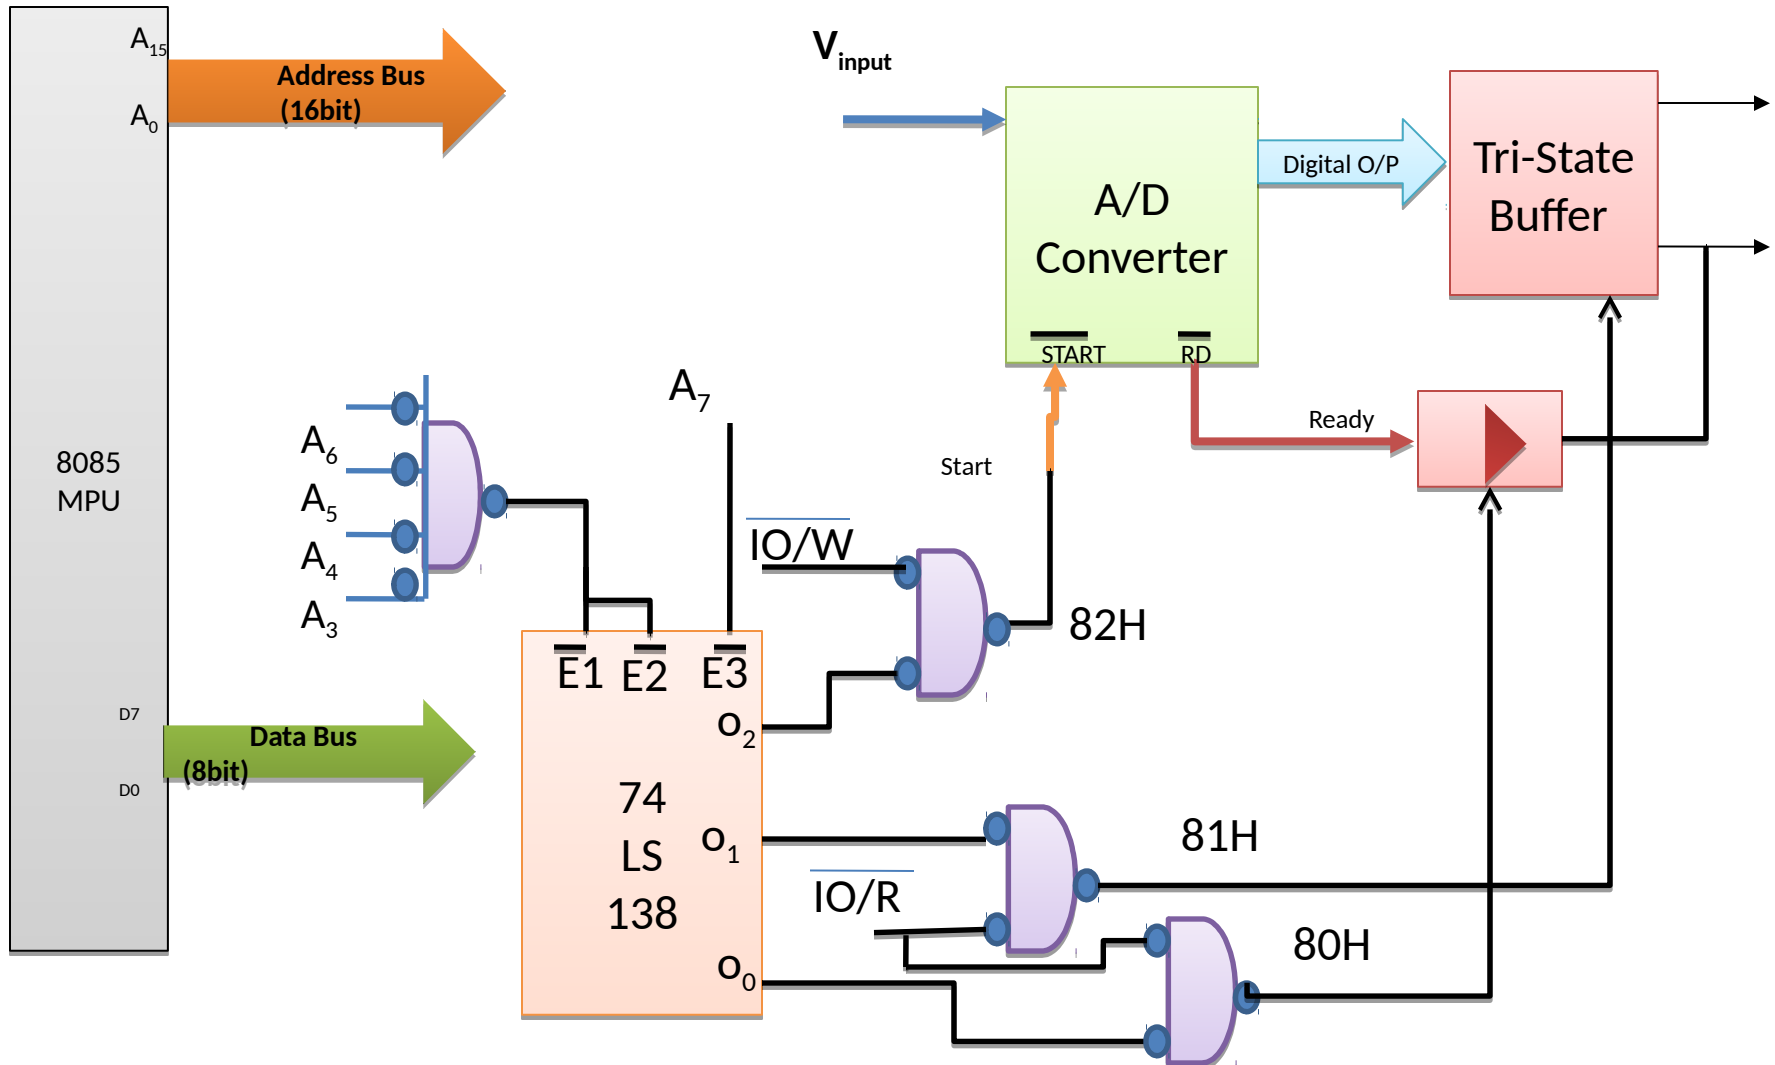 A15
Address Bus
(16bit)
A0
Vinput
A/D
Converter
START
RD
Digital O/P
Tri-State
Buffer
8085
MPU
A6
A5
A4
A3
A7
Start
Ready
IO/W
82H
E1
E2
E3
O2
D7
Data Bus
(8bit)
D0
74
LS
138
O1
81H
IO/R
O0
80H